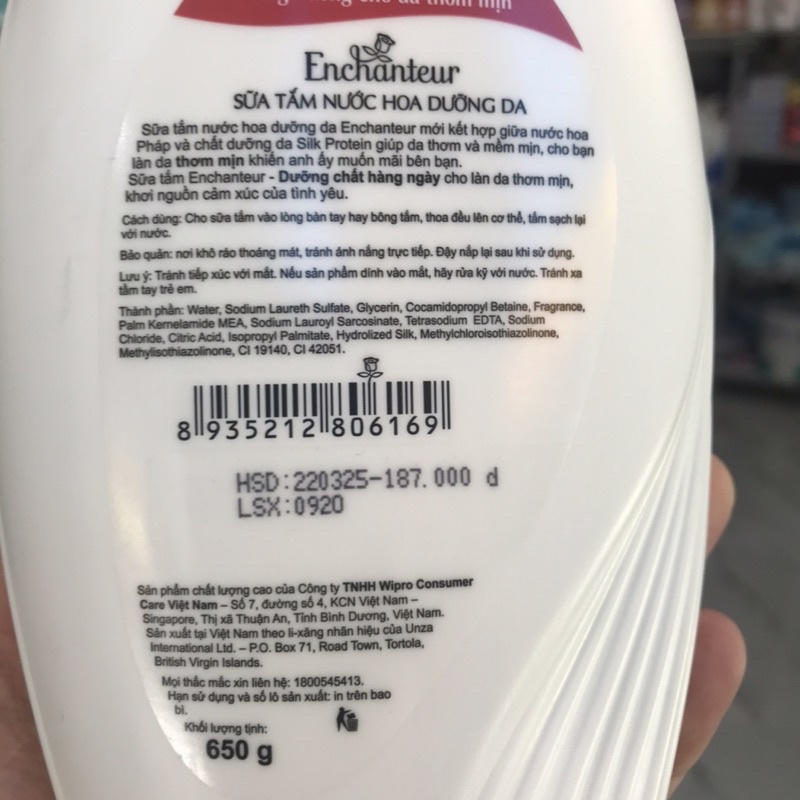 cho da thơm mịn
Enchanteur
SỮA TẮM NƯỚC HOA DƯỠNG DA
Sữa tắm nước hoa dưỡng da Enchanteur mới kết hợp giữa nước hoa
Pháp và chất dưỡng da Silk Protein giúp da thơm và mềm mịn, cho bạn
làn da thơm mịn khiến anh ấy muốn mãi bên bạn.
Sữa tắm Enchanteur - Dưỡng chất hàng ngày cho làn da thơm mịn,
khơi nguồn cảm xúc của tình yêu.
Cách dùng: Cho sữa tắm vào lòng bàn tay hay bông tắm, thoa đều lên cơ thể, tắm sạch lại
với nước.
Bảo quản: nơi khô ráo thoáng mát, tránh ánh nắng trực tiếp. Đậy nắp lại sau khi sử dụng.
Lưu ý: Tránh tiếp xúc với mắt. Nếu sản phẩm dính vào mắt, hãy rửa kỹ với nước. Tránh xa
tầm tay trẻ em.
Thành phần: Water, Sodium Laureth Sulfate, Glycerin, Cocamidopropyl Betaine, Fragrance,
Palm Kernelamide MEA, Sodium Lauroyl Sarcosinate, Tetrasodium EDTA, Sodium
Chloride, Citric Acid, Isopropyl Palmitate, Hydrolized Silk, Methylchloroisothiazolinone,
Methylisothiazolinone, CI 19140, CI 42051.
8 935212 806169
HSD:220325-187.000 đ
LSX:0920
Sản phẩm chất lượng cao của Công ty TNHH Wipro Consumer
Care Việt Nam – Số 7, đường số 4, KCN Việt Nam –
Singapore, Thị xã Thuận An, Tỉnh Bình Dương, Việt Nam.
Sản xuất tại Việt Nam theo li-xăng nhãn hiệu của Unza
International Ltd. – P.O. Box 71, Road Town, Tortola,
British Virgin Islands.
Mọi thắc mắc xin liên hệ: 1800545413.
Hạn sử dụng và số lô sản xuất: in trên bao
bì.
Khối lượng tịnh:
650 g